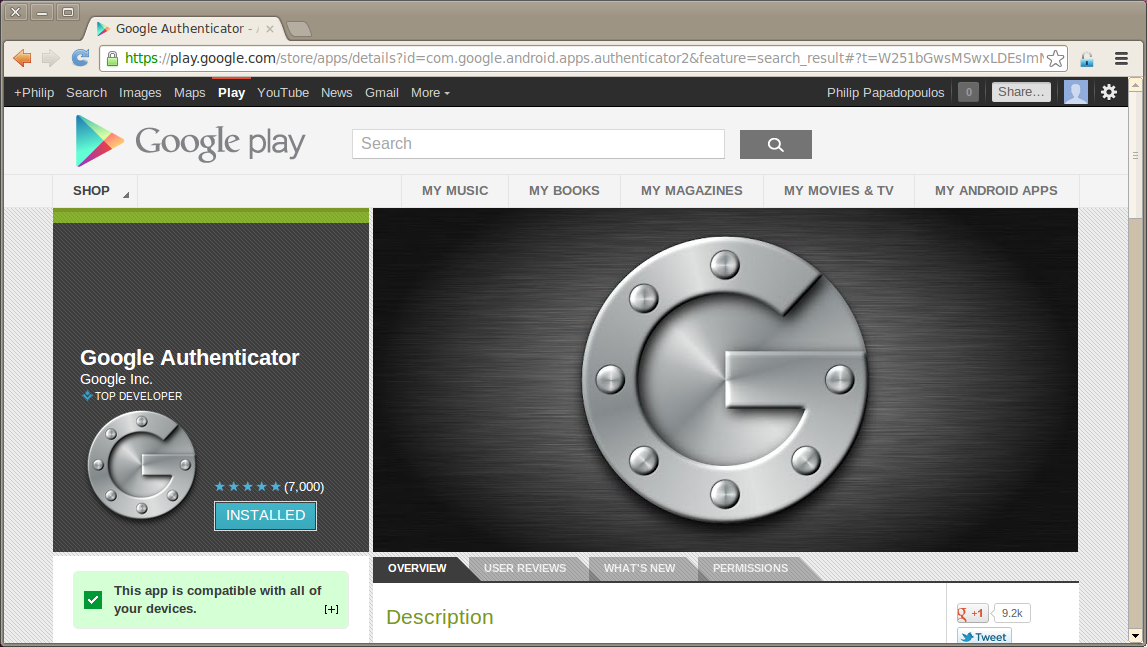 Google Authenticator -
https://play.google.com/store/apps/details?id=com.google.android.apps.authenticator2&feature=search_result#?t=W251bGwsMSwxLDEsImN
+Philip Search Images Maps Play YouTube News Gmail More
Philip Papadopoulos 0 Share…
Google play
Search
SHOP
MY MUSIC MY BOOKS MY MAGAZINES MY MOVIES & TV MY ANDROID APPS
Google Authenticator
Google Inc.
TOP DEVELOPER
(7,000)
INSTALLED
This app is compatible with all of
your devices.
[+]
OVERVIEW USER REVIEWS WHAT'S NEW PERMISSIONS
Description
g +1 9.2k
Tweet